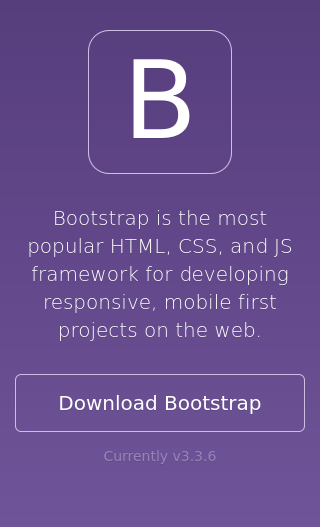 B
Bootstrap is the most
popular HTML, CSS, and JS
framework for developing
responsive, mobile first
projects on the web.
Download Bootstrap
Currently v3.3.6